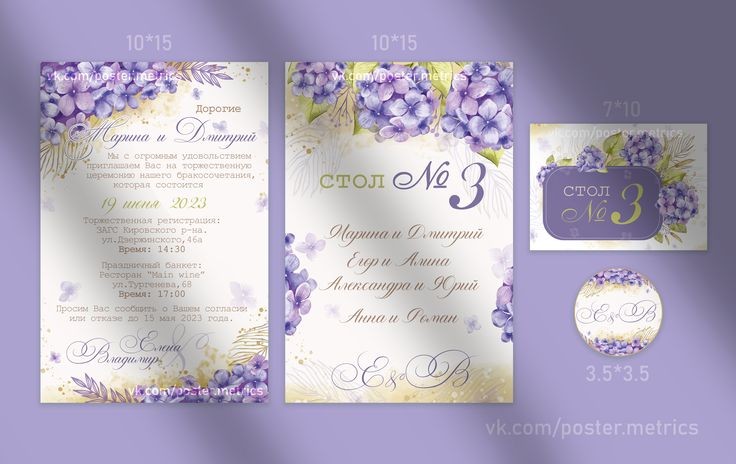 10*15
vk.com/poster.metrics
Дорогие
Марина и Дмитрий
Мы с огромным удовольствием
приглашаем Вас на торжественную
церемонию нашего бракосочетания,
которая состоится
19 июня 2023
Торжественная регистрация:
ЗАГС Кировского р-на.
ул.Дзержинского,46а
Время: 14:30
Праздничный банкет:
Ресторан "Main wine"
ул.Тургенева,68
Время: 17:00
Просим Вас сообщить о Вашем согласии
или отказе до 15 мая 2023 года.
Елена
Владимир
vk.com/poster.metrics
10*15
vk.com/poster.metrics
СТОЛ № 3
Марина и Дмитрий
Егор и Алина
Александра и Юрий
Анна и Роман
E&B
7*10
vk.com/poster.metrics
СТОЛ
№ 3
E&B
3.5*3.5
vk.com/poster.metrics